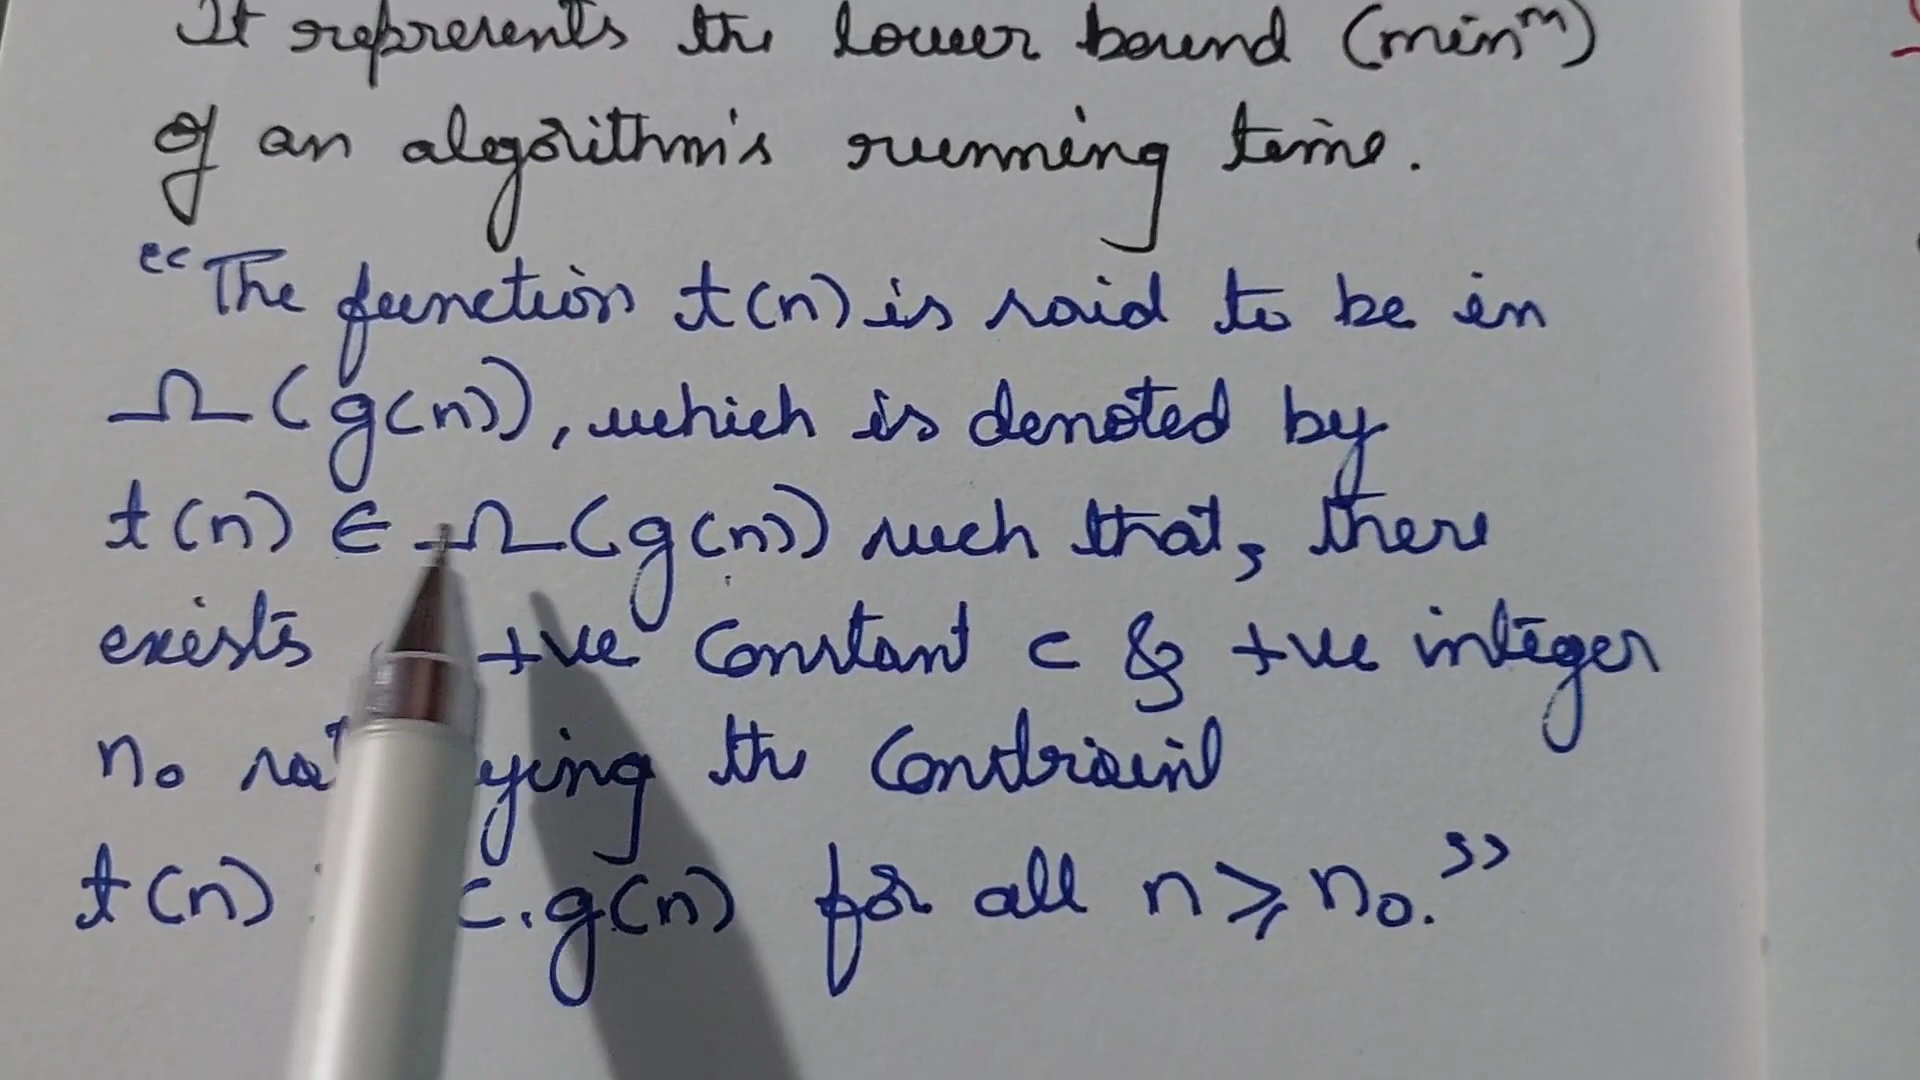 It represents the lower bound (minᵐ)
of an algorithm's running time.
“The function t(n) is said to be in
Ω(g(n)), which is denoted by
t(n) ∈ Ω(g(n)) such that, there
exists +ve constant c & +ve integer
n₀ the constraint
t(n) c.g(n) for all n ≥ n₀.”